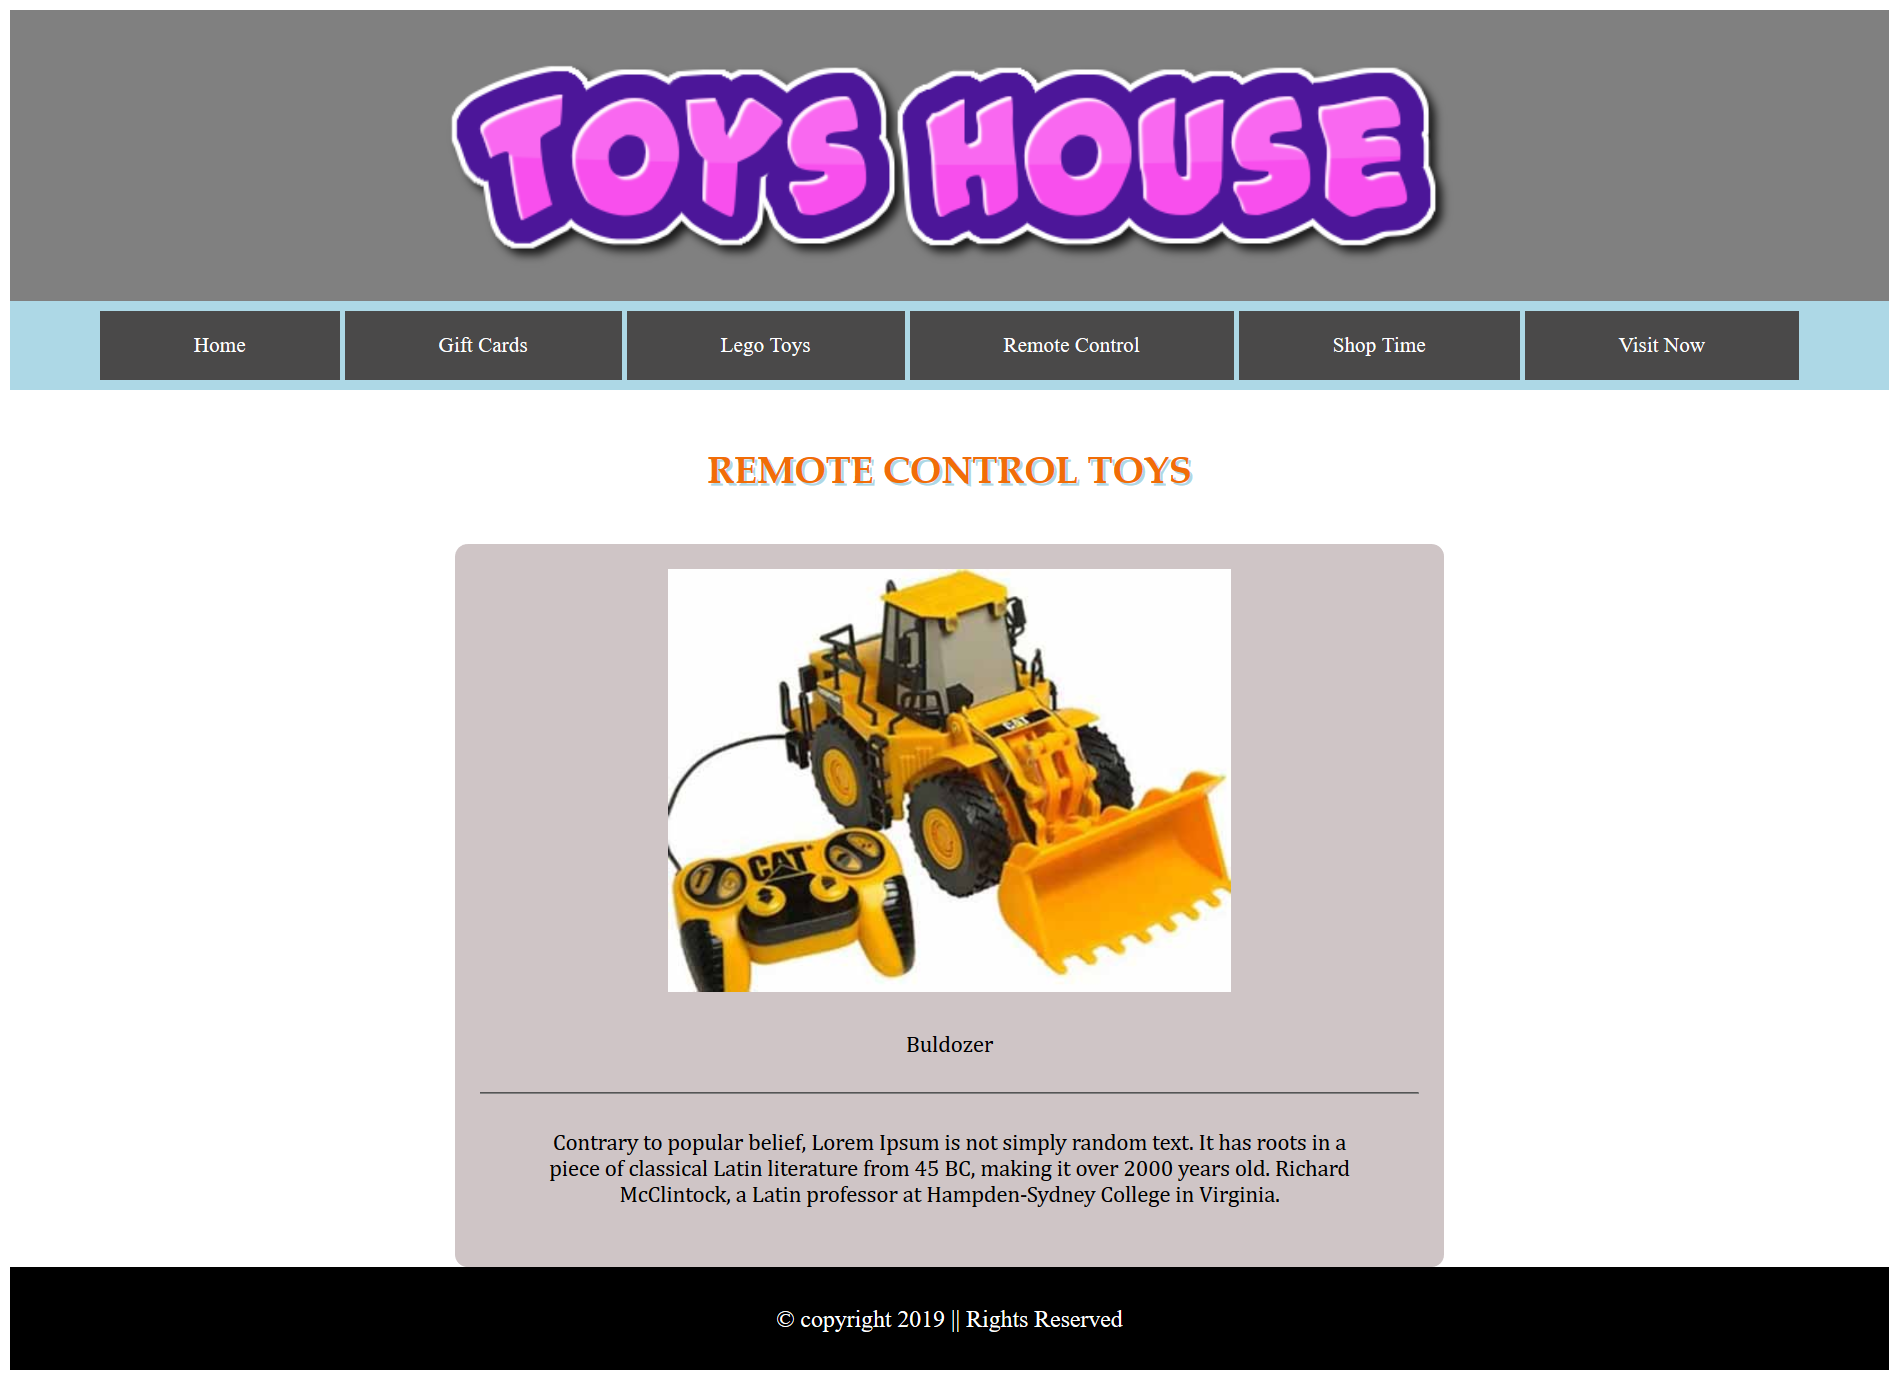 TOYS HOUSE
Home
Gift Cards
Lego Toys
Remote Control
Shop Time
Visit Now
REMOTE CONTROL TOYS
CAT
CAT
Buldozer
Contrary to popular belief, Lorem Ipsum is not simply random text. It has roots in a
piece of classical Latin literature from 45 BC, making it over 2000 years old. Richard
McClintock, a Latin professor at Hampden-Sydney College in Virginia.
© copyright 2019 || Rights Reserved